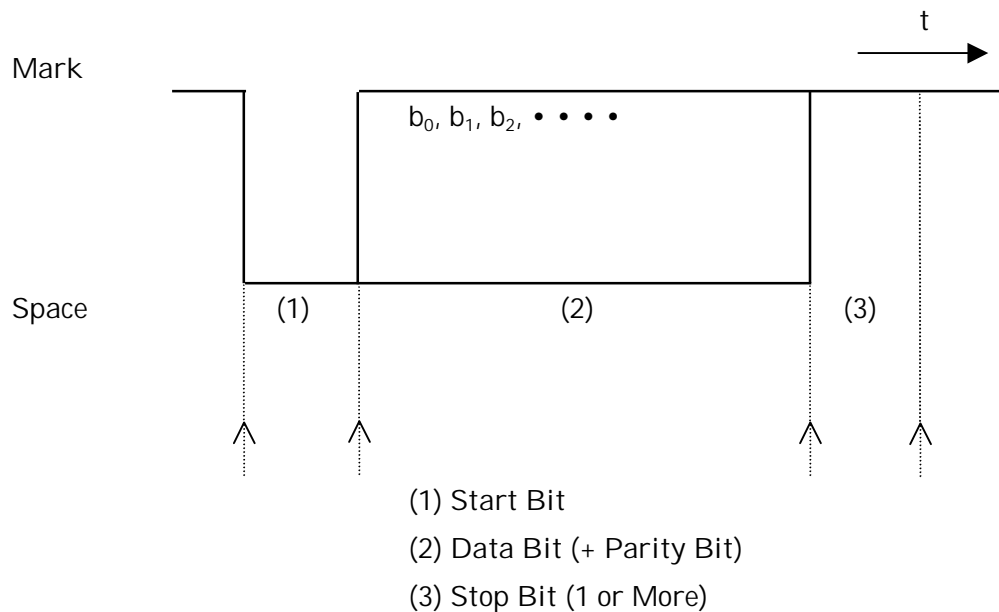 t
Mark
b₀, b₁, b₂, • • • •
Space
(1)
(2)
(3)
(1) Start Bit
(2) Data Bit (+ Parity Bit)
(3) Stop Bit (1 or More)